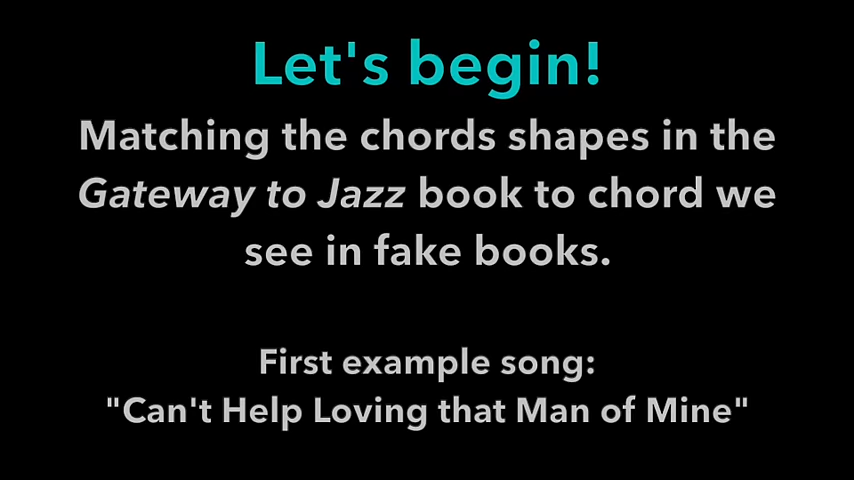 Let's begin!
Matching the chords shapes in the
Gateway to Jazz book to chord we
see in fake books.
First example song:
"Can't Help Loving that Man of Mine"